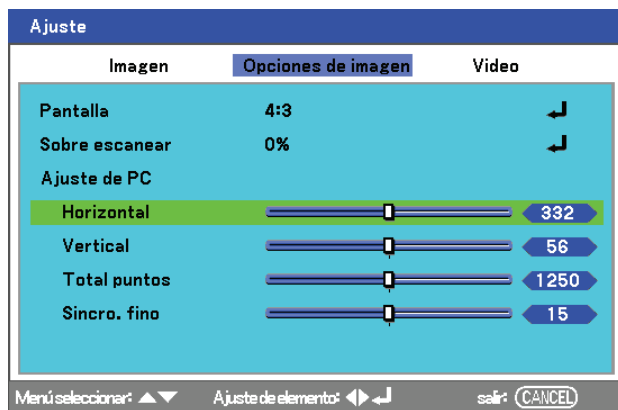 Ajuste
Imagen Opciones de imagen Video
Pantalla 4:3
Sobre escanear 0%
Ajuste de PC
Horizontal 332
Vertical 56
Total puntos 1250
Sincro. fino 15
Menú seleccionar: ▲▼ Ajuste de elemento: ◀▶ ↵ salir: CANCEL